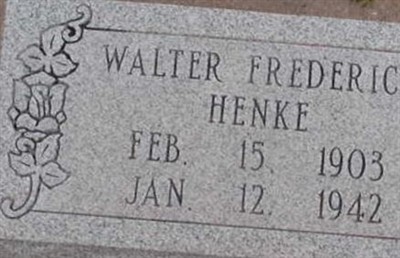 WALTER FREDERIC
HENKE
FEB. 15, 1903
JAN. 12, 1942